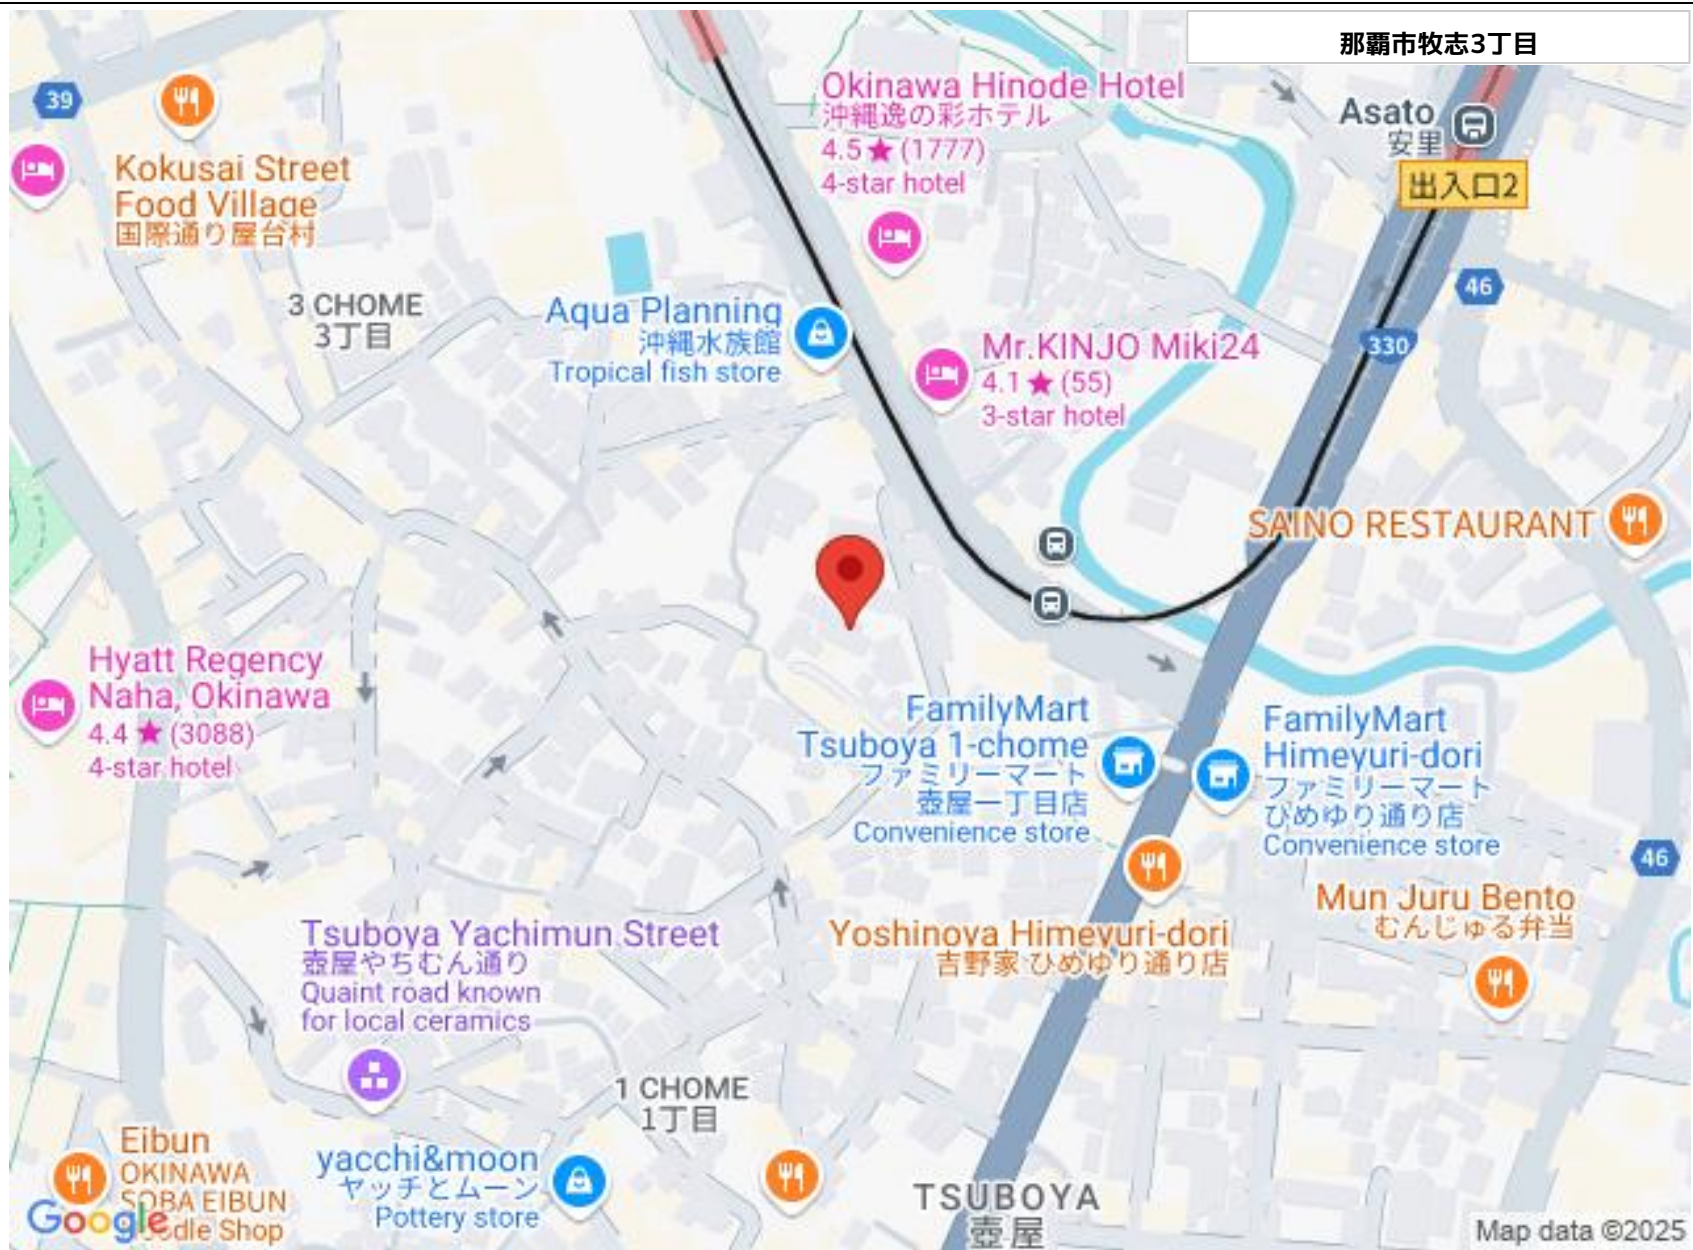 那覇市牧志3丁目
39
Kokusai Street
Food Village
国際通り屋台村
Okinawa Hinode Hotel
沖縄逸の彩ホテル
4.5★(1777)
4-star hotel
Asato
安里
出入口2
46
330
3 CHOME
3丁目
Aqua Planning
沖縄水族館
Tropical fish store
Mr.KINJO Miki24
4.1★(55)
3-star hotel
SAINO RESTAURANT
Hyatt Regency
Naha, Okinawa
4.4★(3088)
4-star hotel
FamilyMart
Tsuboya 1-chome
ファミリーマート
壺屋一丁目店
Convenience store
FamilyMart
Himeyuri-dori
ファミリーマート
ひめゆり通り店
Convenience store
46
Mun Juru Bento
むんじゅる弁当
Yoshinoya Himeyuri-dori
吉野家 ひめゆり通り店
Tsuboya Yachimun Street
壺屋やちむん通り
Quaint road known
for local ceramics
1 CHOME
1丁目
Eibun
OKINAWA
SOBA EIBUN
Noodle Shop
Google
yacchi&moon
ヤッチとムーン
Pottery store
TSUBOYA
壺屋
Map data ©2025